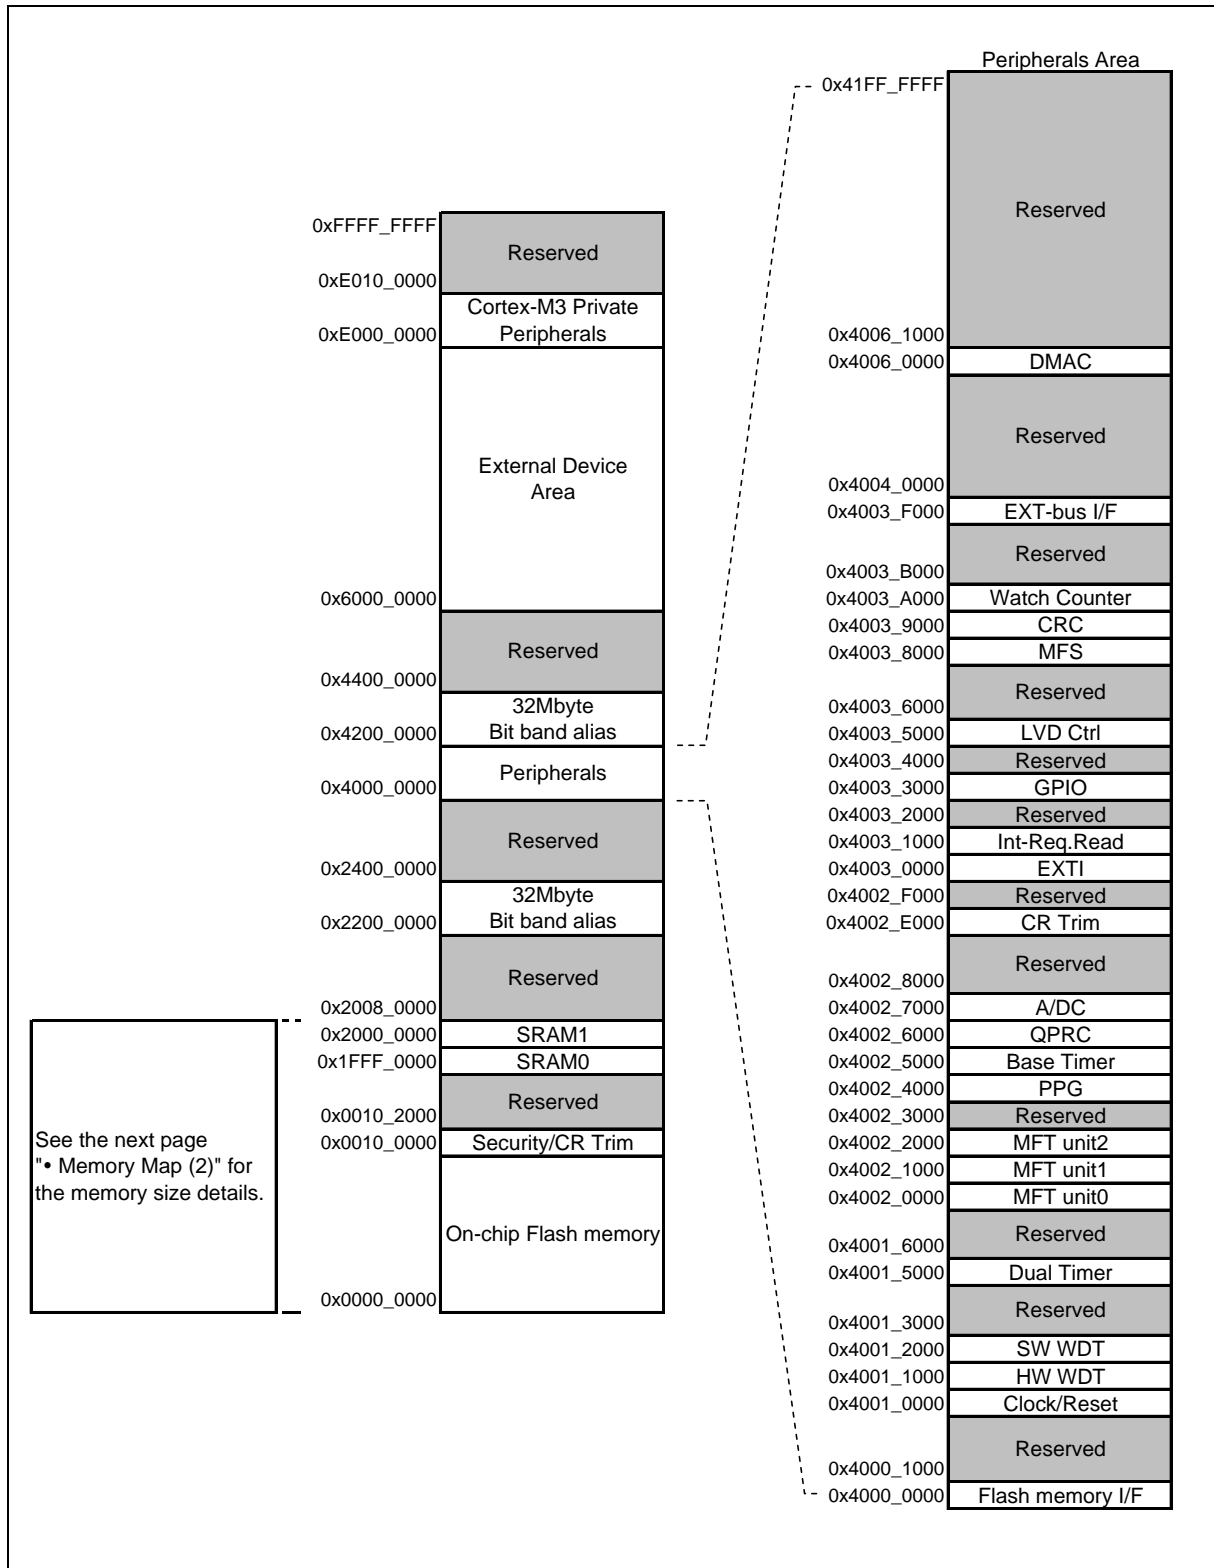 0xFFFF_FFFF
Reserved
0xE010_0000
Cortex-M3 Private
Peripherals
0xE000_0000
External Device
Area
0x6000_0000
Reserved
0x4400_0000
32Mbyte
Bit band alias
0x4200_0000
Peripherals
0x4000_0000
Reserved
0x2400_0000
32Mbyte
Bit band alias
0x2200_0000
Reserved
0x2008_0000
0x2000_0000 SRAM1
0x1FFF_0000 SRAM0
Reserved
0x0010_2000
0x0010_0000 Security/CR Trim
On-chip Flash memory
0x0000_0000
See the next page
"• Memory Map (2)" for
the memory size details.
Peripherals Area
0x41FF_FFFF
Reserved
0x4006_1000
0x4006_0000 DMAC
Reserved
0x4004_0000
0x4003_F000 EXT-bus I/F
Reserved
0x4003_B000
0x4003_A000 Watch Counter
0x4003_9000 CRC
0x4003_8000 MFS
Reserved
0x4003_6000
0x4003_5000 LVD Ctrl
0x4003_4000 Reserved
0x4003_3000 GPIO
0x4003_2000 Reserved
0x4003_1000 Int-Req.Read
0x4003_0000 EXTI
0x4002_F000 Reserved
0x4002_E000 CR Trim
Reserved
0x4002_8000
0x4002_7000 A/DC
0x4002_6000 QPRC
0x4002_5000 Base Timer
0x4002_4000 PPG
0x4002_3000 Reserved
0x4002_2000 MFT unit2
0x4002_1000 MFT unit1
0x4002_0000 MFT unit0
Reserved
0x4001_6000
0x4001_5000 Dual Timer
Reserved
0x4001_3000
0x4001_2000 SW WDT
0x4001_1000 HW WDT
0x4001_0000 Clock/Reset
Reserved
0x4000_1000
0x4000_0000 Flash memory I/F